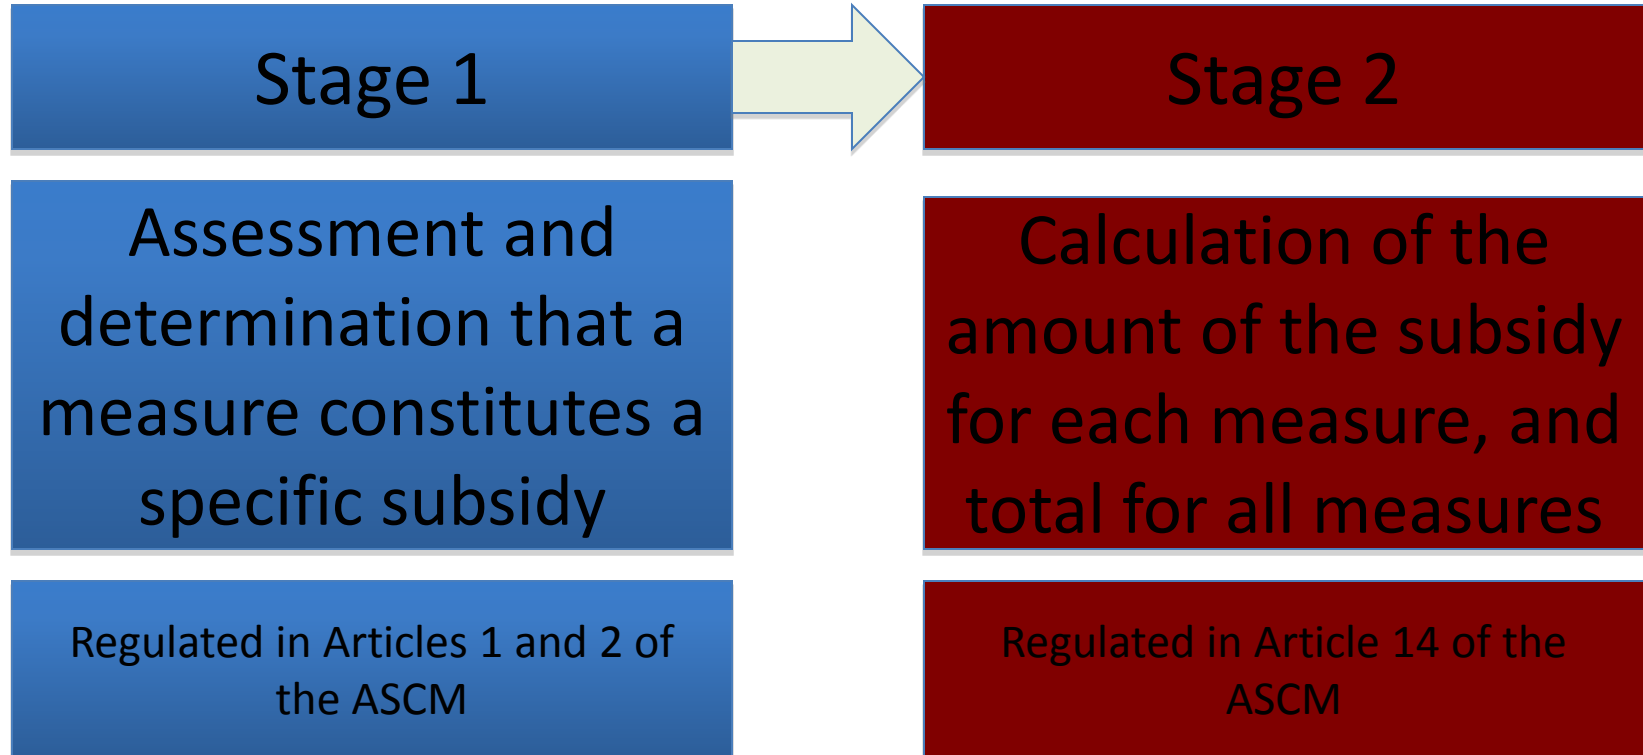 Stage 1
Stage 2
Assessment and
determination that a
measure constitutes a
specific subsidy
Calculation of the
amount of the subsidy
for each measure, and
total for all measures
Regulated in Articles 1 and 2 of
the ASCM
Regulated in Article 14 of the
ASCM